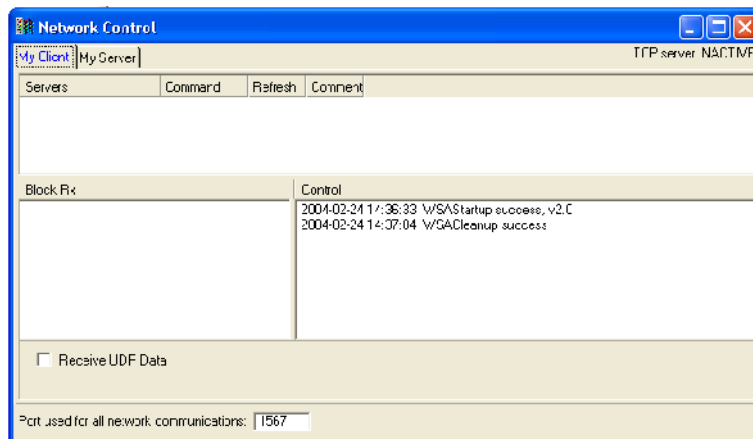 Network Control
My Client My Server TCP server INACTIVE
Servers Command Refresh Comment
Block Rx Control
2004-02-24 14:36:33 WSAStartup success, v2.0
2004-02-24 14:37:04 WSACleanup success
Receive UDP Data
Port used for all network communications: 1567